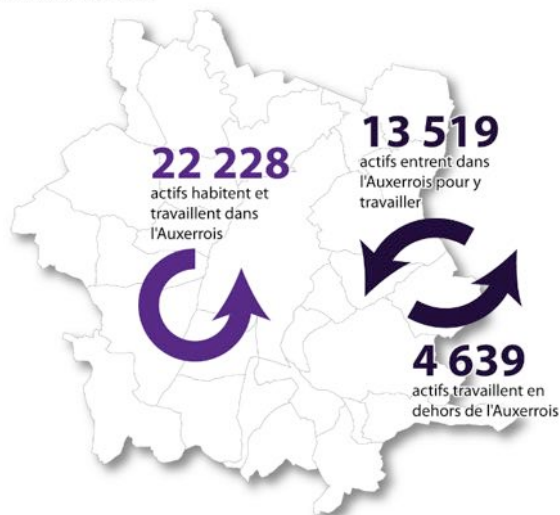 22 228
actifs habitent et
travaillent dans
l'Auxerrois
13 519
actifs entrent dans
l'Auxerrois pour y
travailler
4 639
actifs travaillent en
dehors de l'Auxerrois